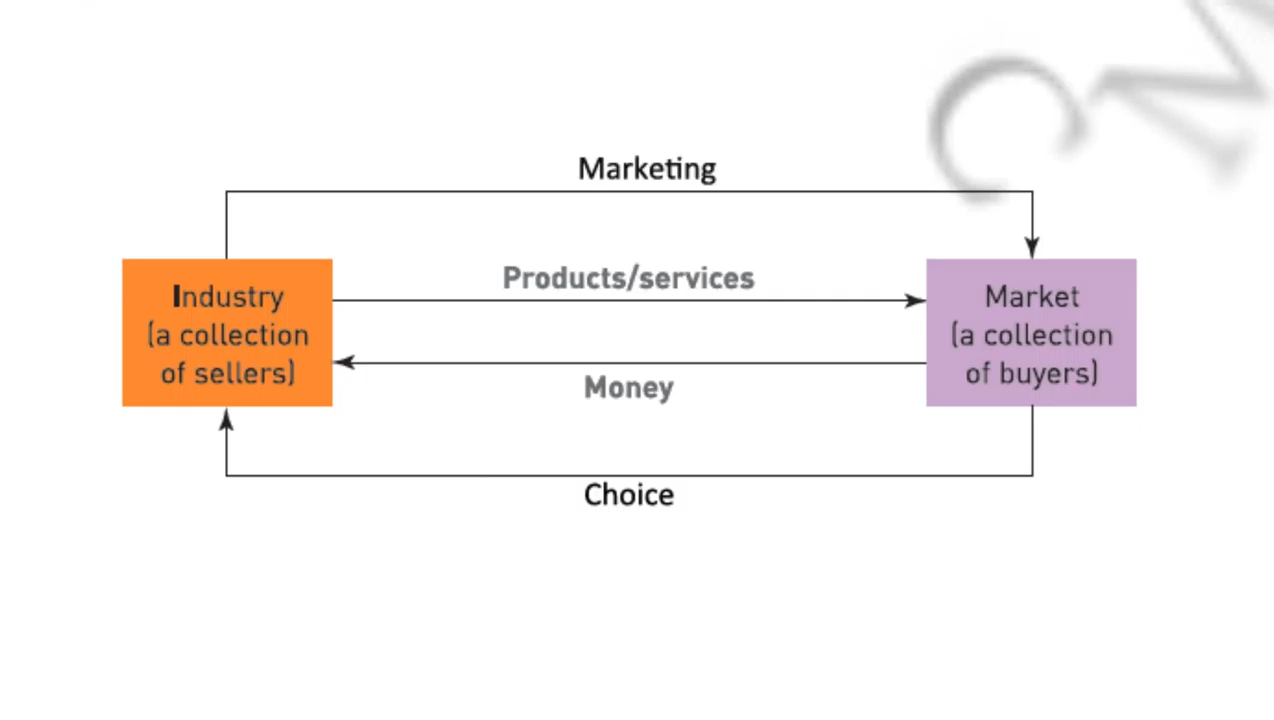 Marketing
Products/services
Industry
(a collection
of sellers)
Market
(a collection
of buyers)
Money
Choice